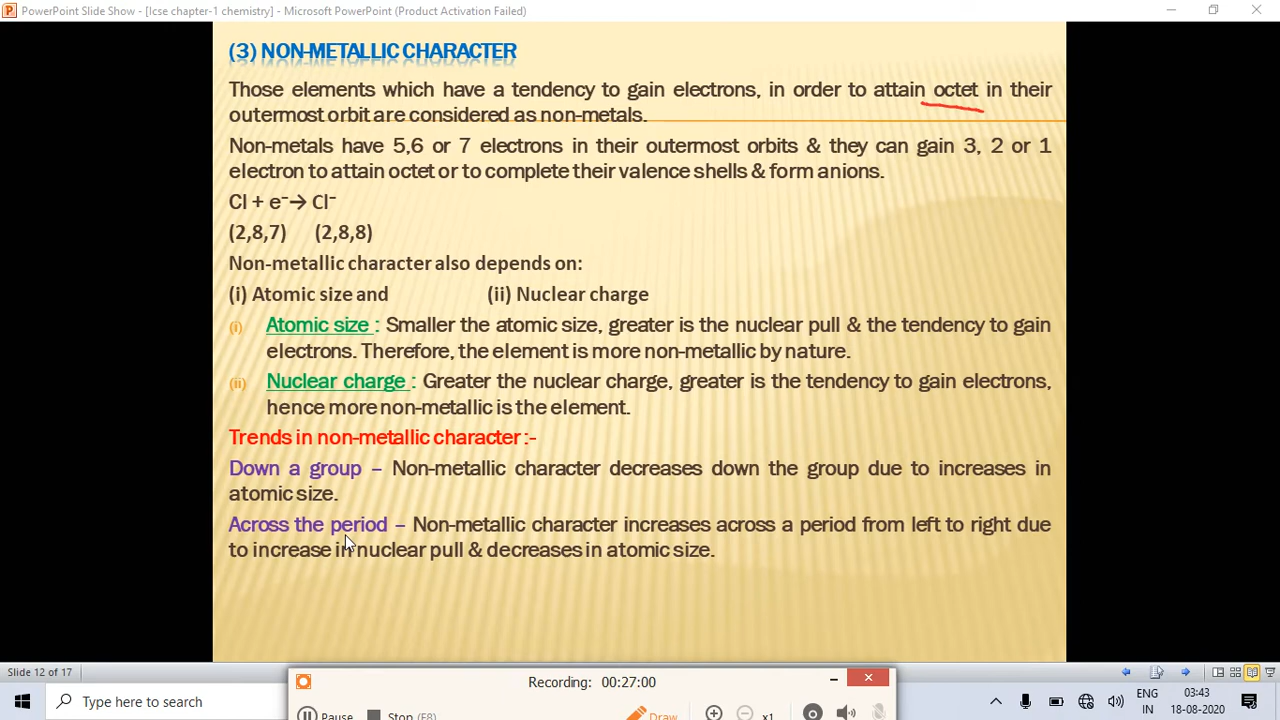 PowerPoint Slide Show - [Icse chapter-1 chemistry] - Microsoft PowerPoint (Product Activation Failed)
(3) NON-METALLIC CHARACTER
Those elements which have a tendency to gain electrons, in order to attain octet in their
outermost orbit are considered as non-metals.
Non-metals have 5,6 or 7 electrons in their outermost orbits & they can gain 3, 2 or 1
electron to attain octet or to complete their valence shells & form anions.
Cl + e⁻→ Cl⁻
(2,8,7) (2,8,8)
Non-metallic character also depends on:
(i) Atomic size and (ii) Nuclear charge
(i) Atomic size : Smaller the atomic size, greater is the nuclear pull & the tendency to gain
electrons. Therefore, the element is more non-metallic by nature.
(ii) Nuclear charge : Greater the nuclear charge, greater is the tendency to gain electrons,
hence more non-metallic is the element.
Trends in non-metallic character :-
Down a group – Non-metallic character decreases down the group due to increases in
atomic size.
Across the period – Non-metallic character increases across a period from left to right due
to increase in nuclear pull & decreases in atomic size.
Slide 12 of 17
Recording: 00:27:00
Type here to search
Pause Stop (F8) Draw x1
ENG 03:43
IN 18-08-2020